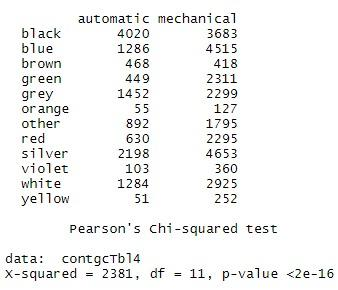 automatic mechanical
black 4020 3683
blue 1286 4515
brown 468 418
green 449 2311
grey 1452 2299
orange 55 127
other 892 1795
red 630 2295
silver 2198 4653
violet 103 360
white 1284 2925
yellow 51 252
Pearson's Chi-squared test
data: contgcTbl4
X-squared = 2381, df = 11, p-value <2e-16